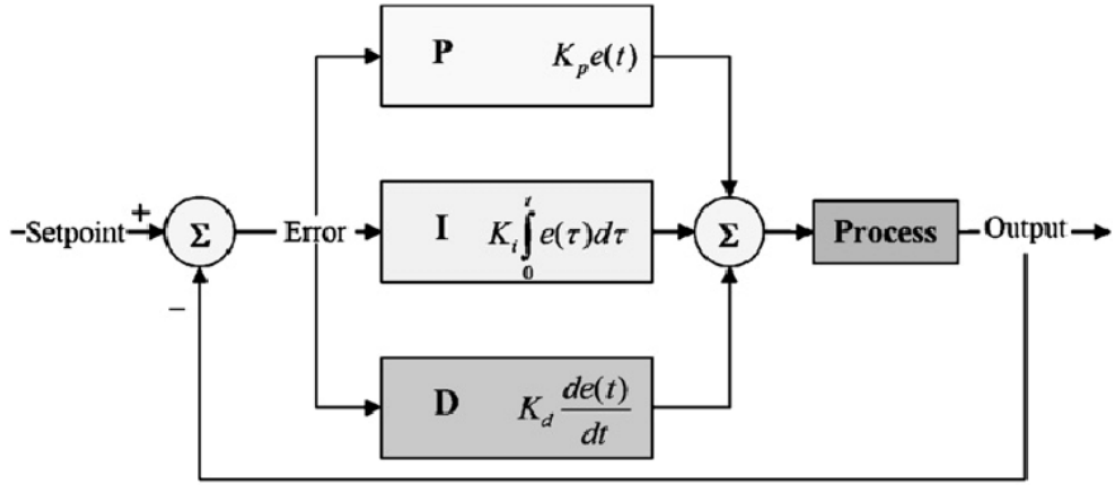 P K_p e(t)
+
−Setpoint Σ Error I K_i ∫_0^t e(τ)dτ Σ Process Output
−
D K_d de(t)/dt